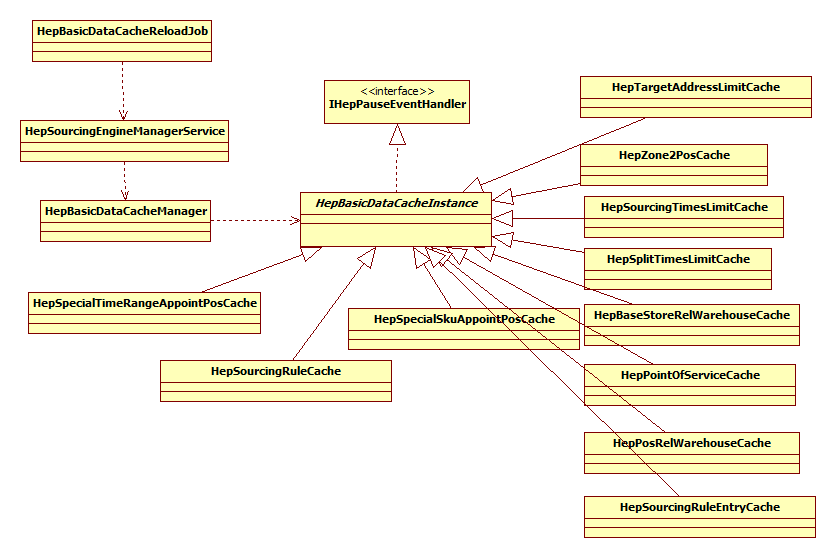 HepBasicDataCacheReloadJob
<<interface>>
IHepPauseEventHandler
HepTargetAddressLimitCache
HepSourcingEngineManagerService
HepZone2PosCache
HepBasicDataCacheManager
HepBasicDataCacheInstance
HepSourcingTimesLimitCache
HepSplitTimesLimitCache
HepSpecialTimeRangeAppointPosCache
HepSpecialSkuAppointPosCache
HepBaseStoreRelWarehouseCache
HepSourcingRuleCache
HepPointOfServiceCache
HepPosRelWarehouseCache
HepSourcingRuleEntryCache